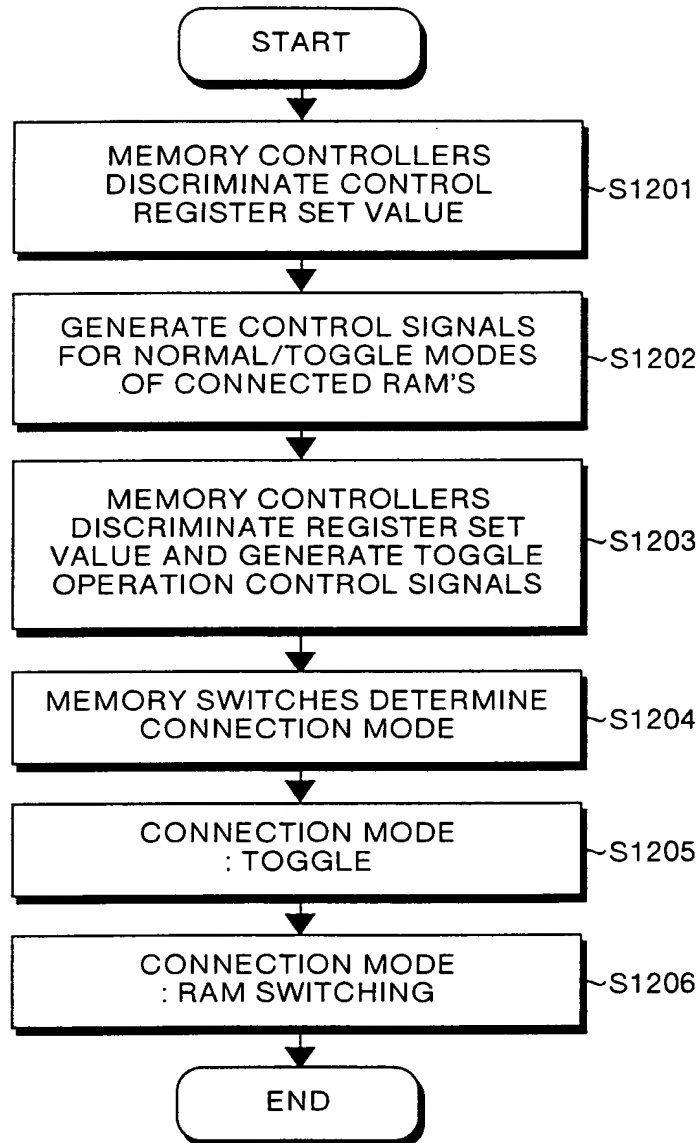 START
MEMORY CONTROLLERS
DISCRIMINATE CONTROL
REGISTER SET VALUE
~S1201
GENERATE CONTROL SIGNALS
FOR NORMAL/TOGGLE MODES
OF CONNECTED RAM'S
~S1202
MEMORY CONTROLLERS
DISCRIMINATE REGISTER SET
VALUE AND GENERATE TOGGLE
OPERATION CONTROL SIGNALS
~S1203
MEMORY SWITCHES DETERMINE
CONNECTION MODE
~S1204
CONNECTION MODE
: TOGGLE
~S1205
CONNECTION MODE
: RAM SWITCHING
~S1206
END